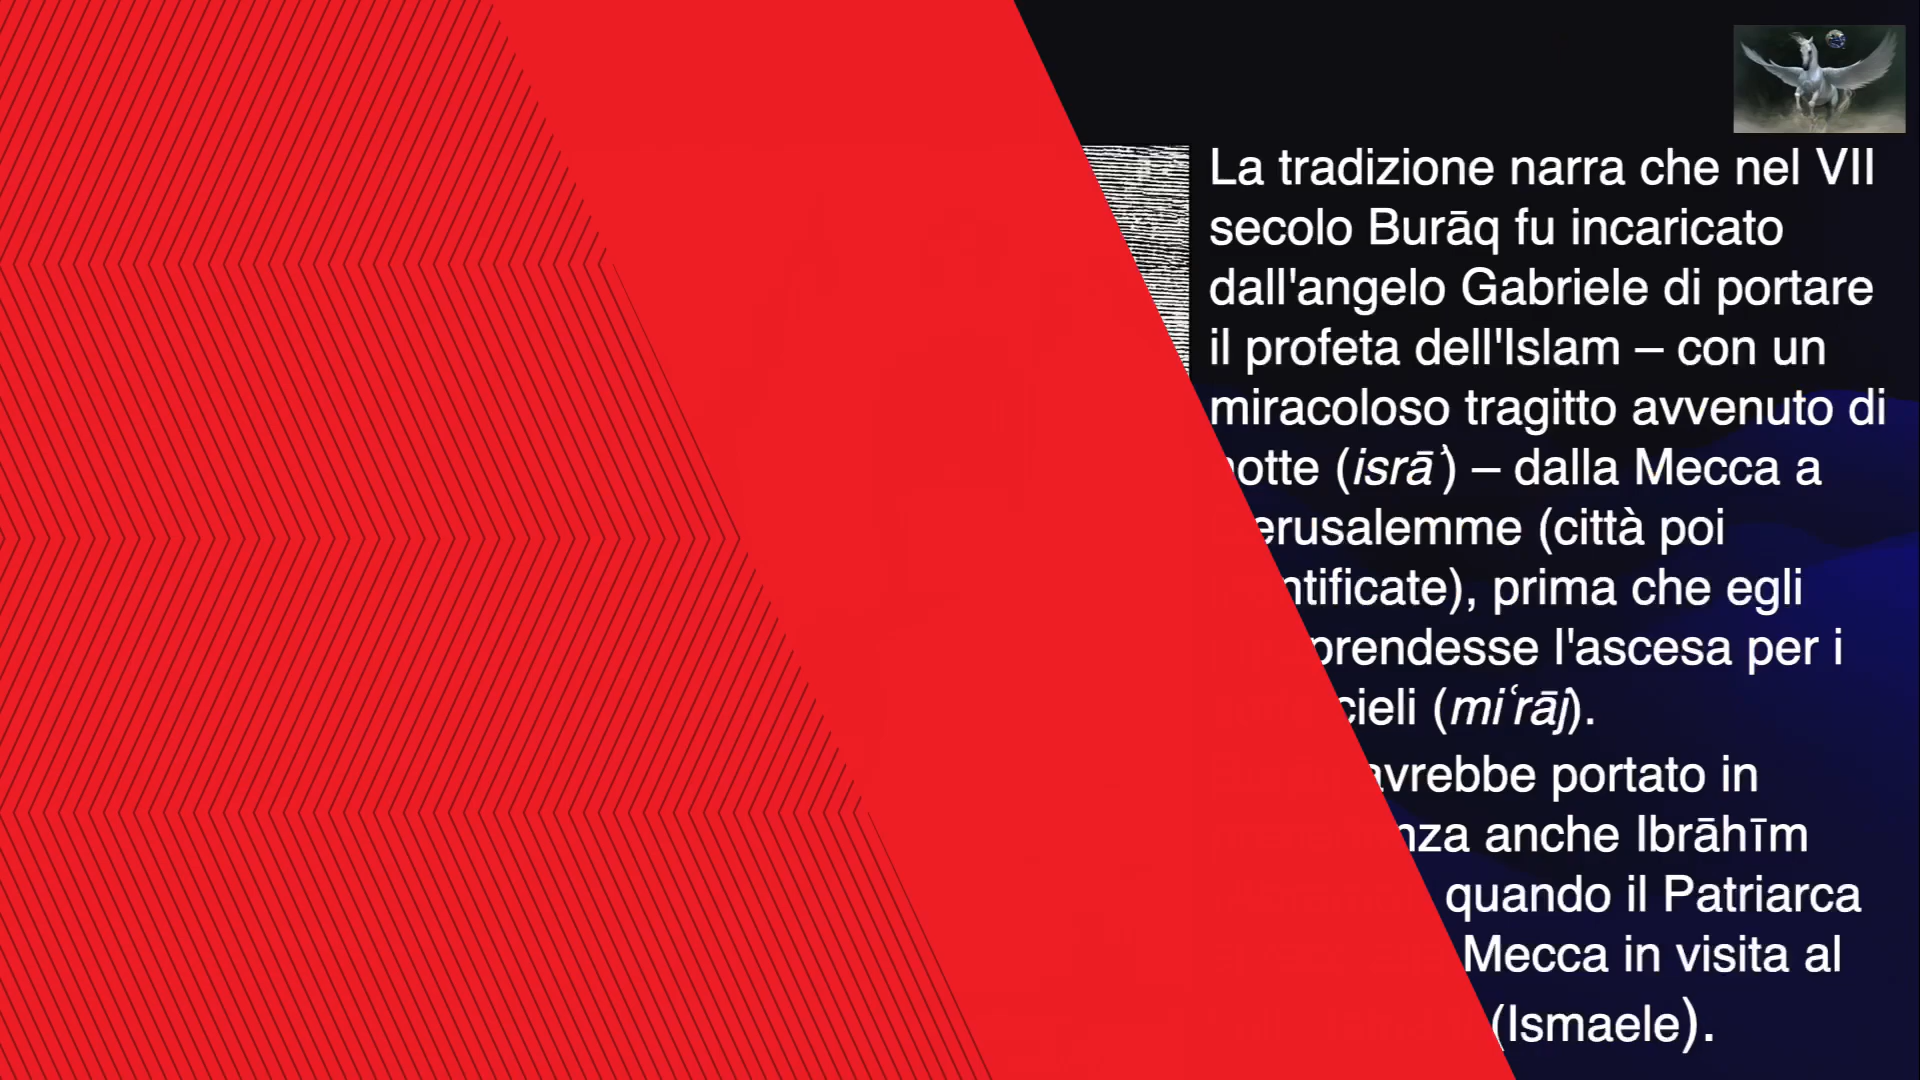 La tradizione narra che nel VII
secolo Burāq fu incaricato
dall'angelo Gabriele di portare
il profeta dell'Islam – con un
miracoloso tragitto avvenuto di
notte (isrāʾ) – dalla Mecca a
erusalemme (città poi
ntificate), prima che egli
prendesse l'ascesa per i
cieli (miʿrāj).
avrebbe portato in
nza anche Ibrāhīm
quando il Patriarca
Mecca in visita al
(Ismaele).